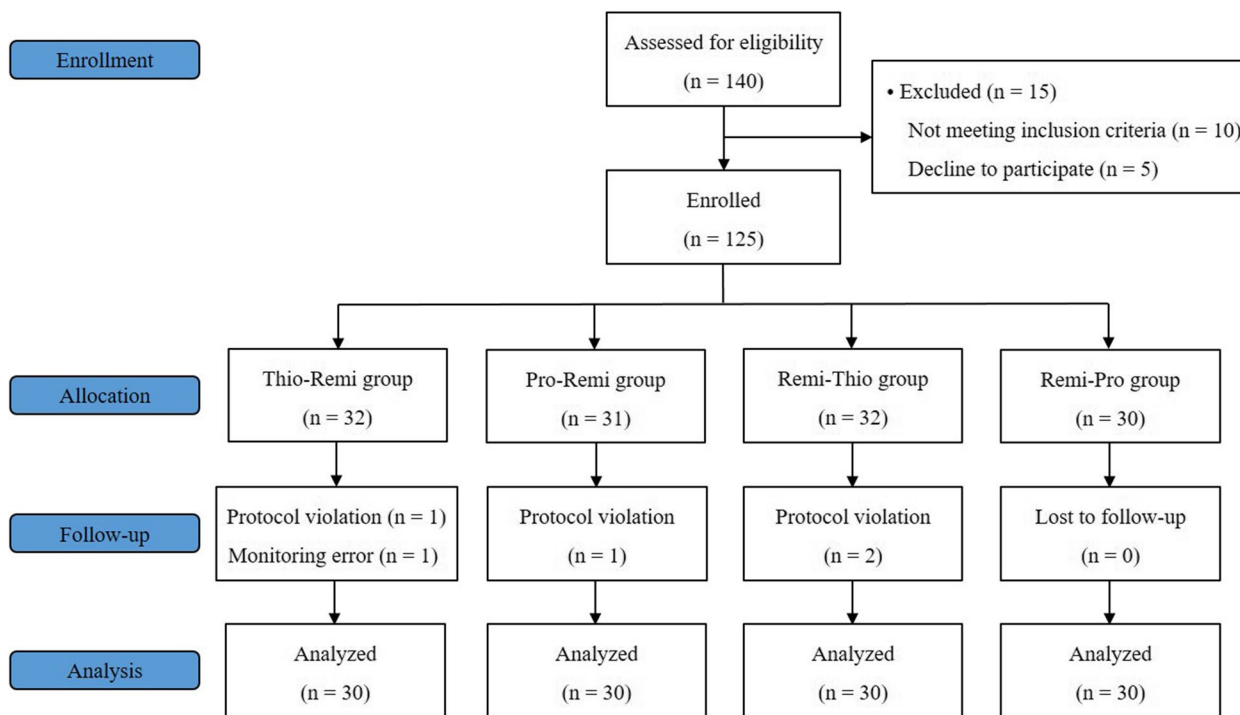 Enrollment
Assessed for eligibility
(n = 140)
• Excluded (n = 15)
Not meeting inclusion criteria (n = 10)
Decline to participate (n = 5)
Enrolled
(n = 125)
Allocation
Thio-Remi group
(n = 32)
Pro-Remi group
(n = 31)
Remi-Thio group
(n = 32)
Remi-Pro group
(n = 30)
Follow-up
Protocol violation (n = 1)
Monitoring error (n = 1)
Protocol violation
(n = 1)
Protocol violation
(n = 2)
Lost to follow-up
(n = 0)
Analysis
Analyzed
(n = 30)
Analyzed
(n = 30)
Analyzed
(n = 30)
Analyzed
(n = 30)